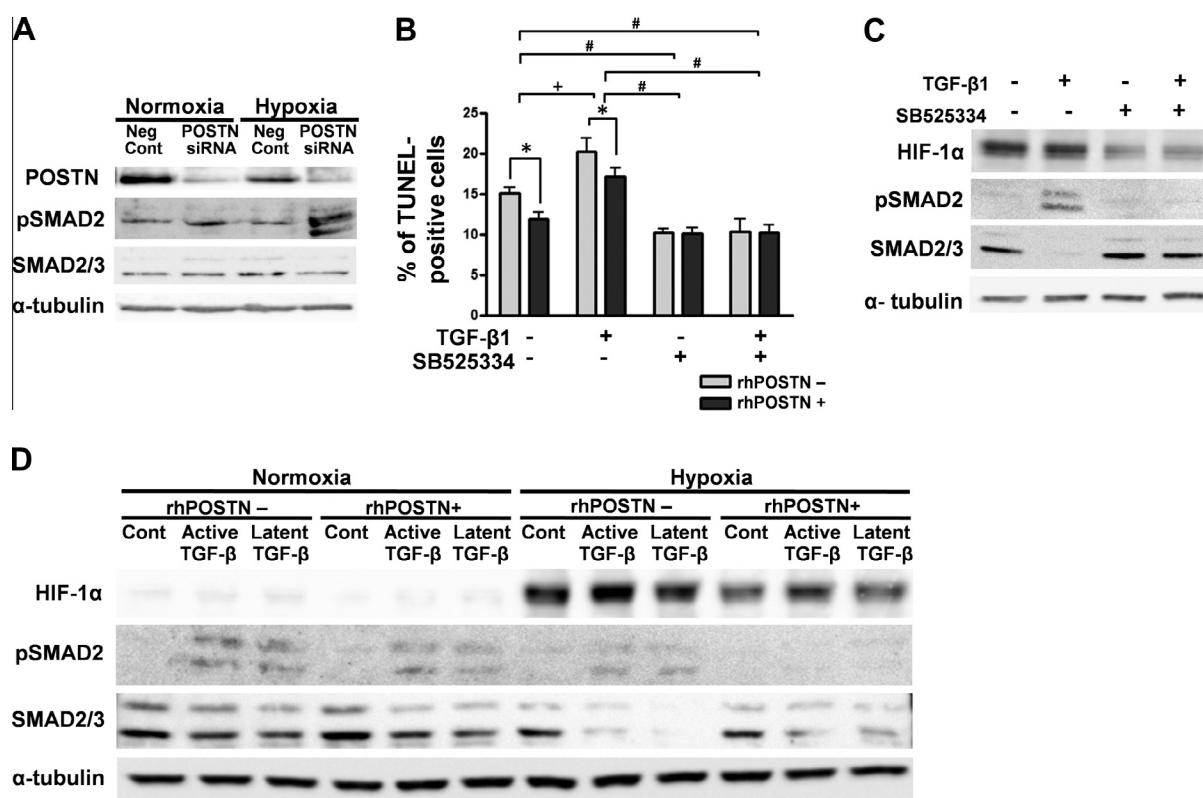 A
Normoxia Hypoxia
Neg Cont POSTN siRNA Neg Cont POSTN siRNA
POSTN
pSMAD2
SMAD2/3
α-tubulin
B
#
#
#
+ #
* *
% of TUNEL-
positive cells
25
20
15
10
5
0
TGF-β1 - + - +
SB525334 - - + +
rhPOSTN –
rhPOSTN +
C
TGF-β1 - + - +
SB525334 - - + +
HIF-1α
pSMAD2
SMAD2/3
α- tubulin
D
Normoxia Hypoxia
rhPOSTN – rhPOSTN+ rhPOSTN – rhPOSTN+
Cont Active Latent Cont Active Latent Cont Active Latent Cont Active Latent
TGF-β TGF-β TGF-β TGF-β TGF-β TGF-β TGF-β TGF-β
HIF-1α
pSMAD2
SMAD2/3
α-tubulin